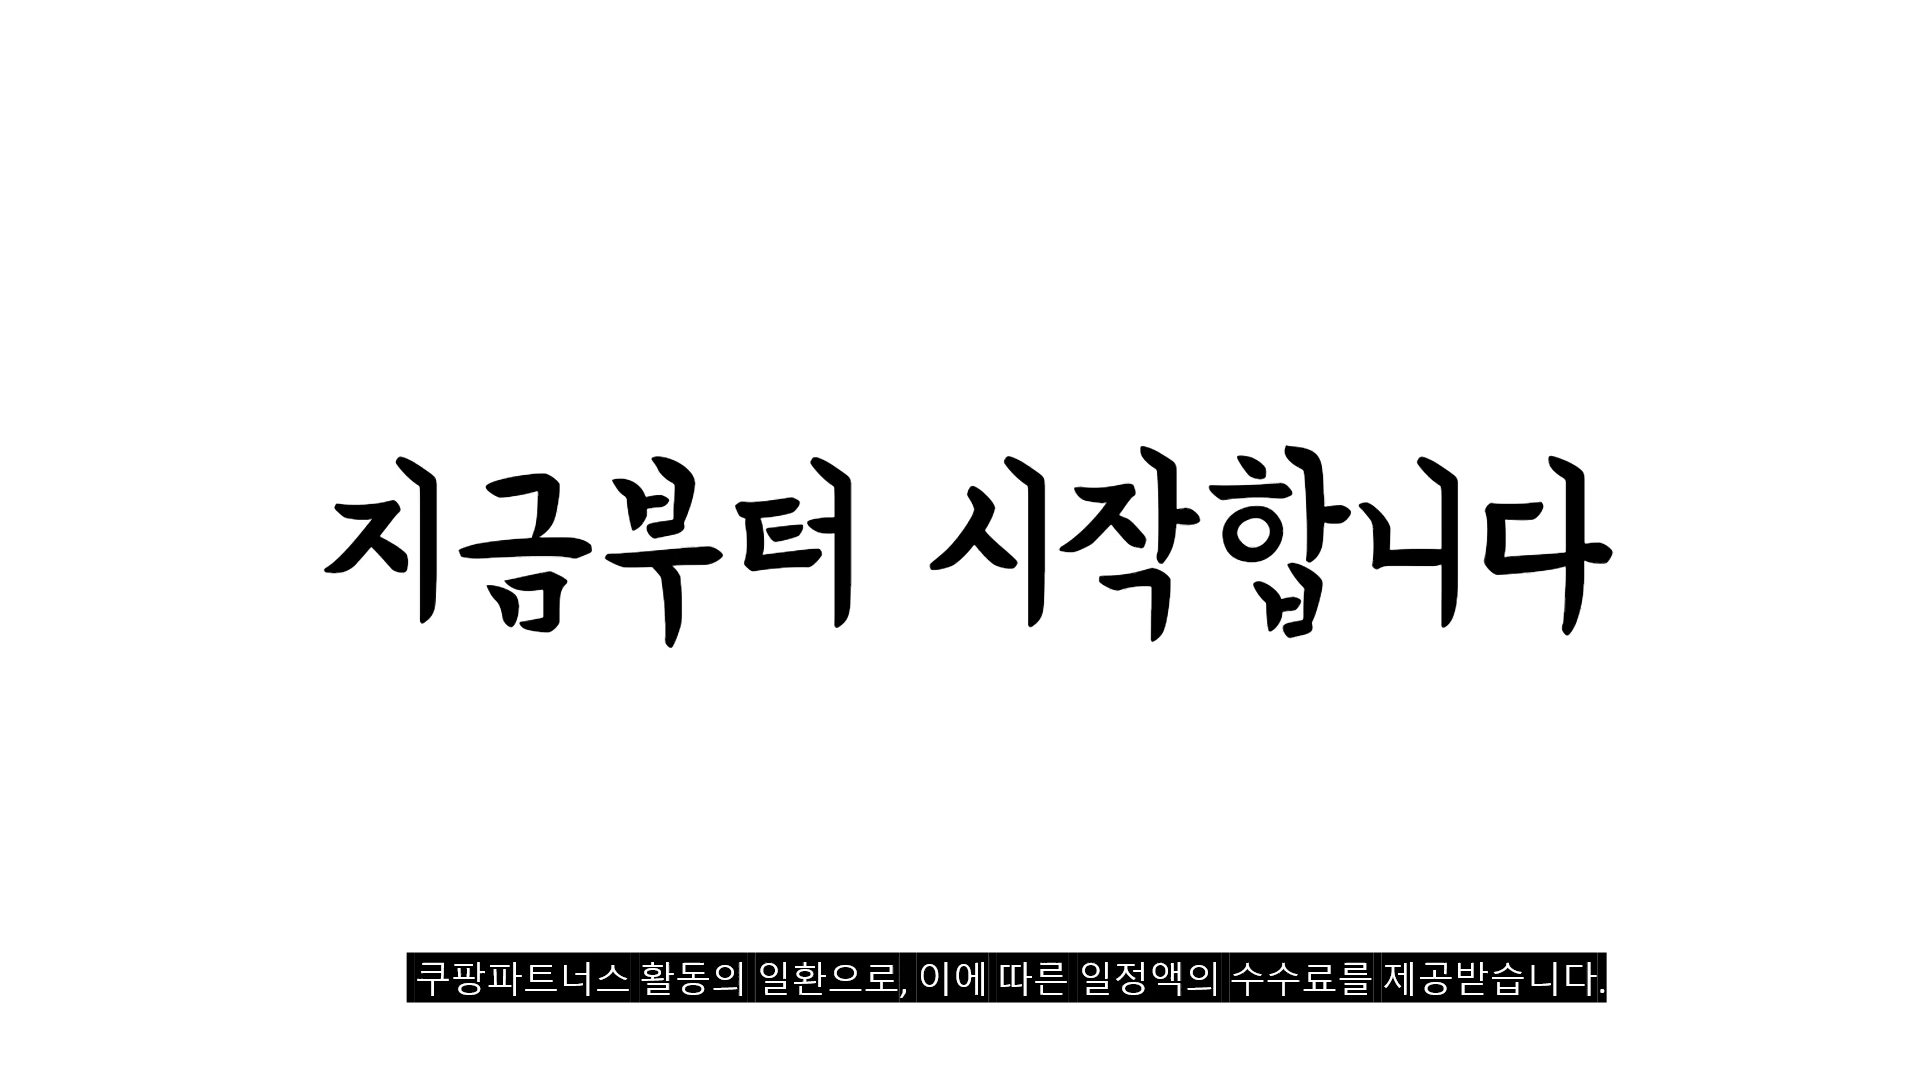 지금부터 시작합니다
쿠팡파트너스 활동의 일환으로, 이에 따른 일정액의 수수료를 제공받습니다.